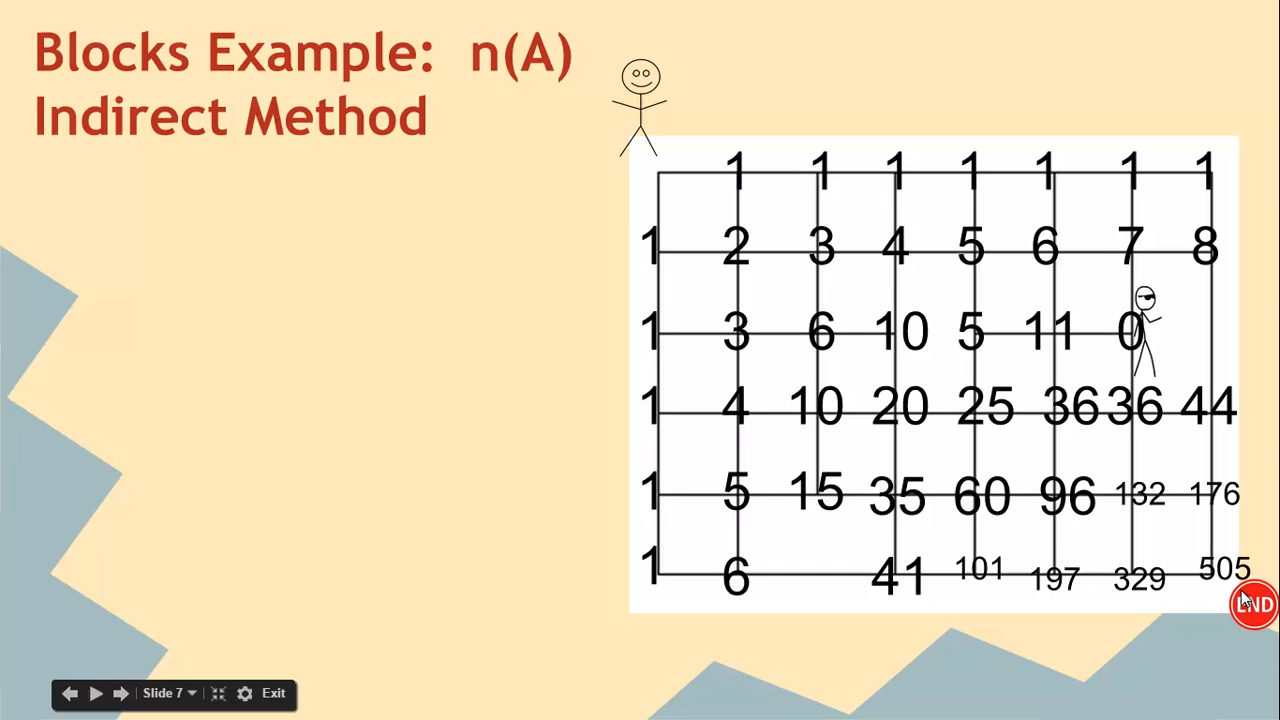 Blocks Example: n(A)
Indirect Method
1 1 1 1 1 1 1
1 2 3 4 5 6 7 8
1 3 6 10 5 11 0
1 4 10 20 25 36 36 44
1 5 15 35 60 96 132 176
1 6 41 101 197 329 505
END
Slide 7 Exit